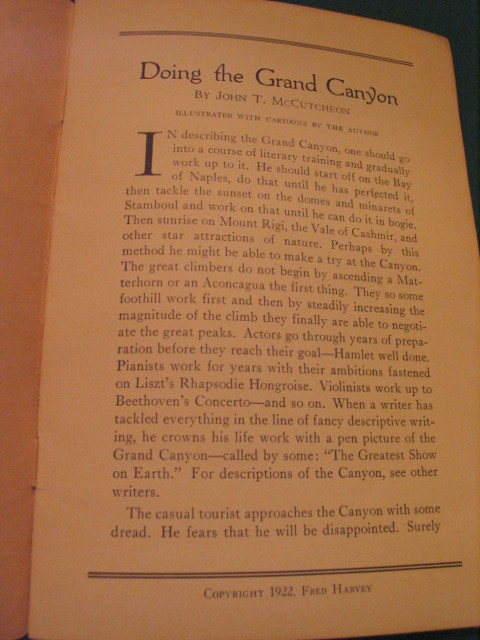 Doing the Grand Canyon
BY JOHN T. MCCUTCHEON
ILLUSTRATED WITH CARTOONS BY THE AUTHOR
IN describing the Grand Canyon, one should go
into a course of literary training and gradually
work up to it. He should start off on the Bay
of Naples, do that until he has perfected it,
then tackle the sunset on the domes and minarets of
Stamboul and work on that until he can do it in bogie.
Then sunrise on Mount Rigi, the Vale of Cashmir, and
other star attractions of nature. Perhaps by this
method he might be able to make a try at the Canyon.
The great climbers do not begin by ascending a Mat-
terhorn or an Aconcagua the first thing. They so some
foothill work first and then by steadily increasing the
magnitude of the climb they finally are able to negoti-
ate the great peaks. Actors go through years of prepa-
ration before they reach their goal—Hamlet well done.
Pianists work for years with their ambitions fastened
on Liszt's Rhapsodie Hongroise. Violinists work up to
Beethoven's Concerto—and so on. When a writer has
tackled everything in the line of fancy descriptive writ-
ing, he crowns his life work with a pen picture of the
Grand Canyon—called by some: "The Greatest Show
on Earth." For descriptions of the Canyon, see other
writers.
The casual tourist approaches the Canyon with some
dread. He fears that he will be disappointed. Surely
COPYRIGHT 1922, FRED HARVEY